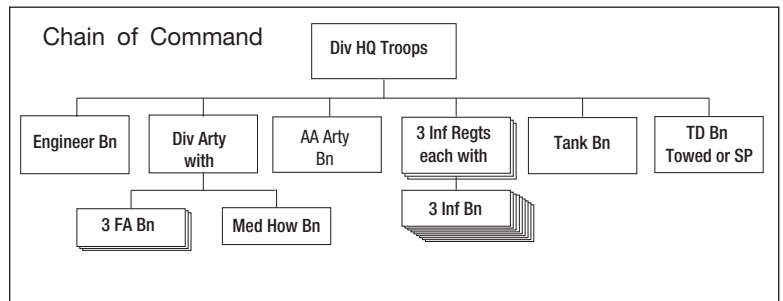 Chain of Command
Div HQ Troops
Engineer Bn
Div Arty
with
AA Arty
Bn
3 Inf Regts
each with
Tank Bn
TD Bn
Towed or SP
3 FA Bn
Med How Bn
3 Inf Bn